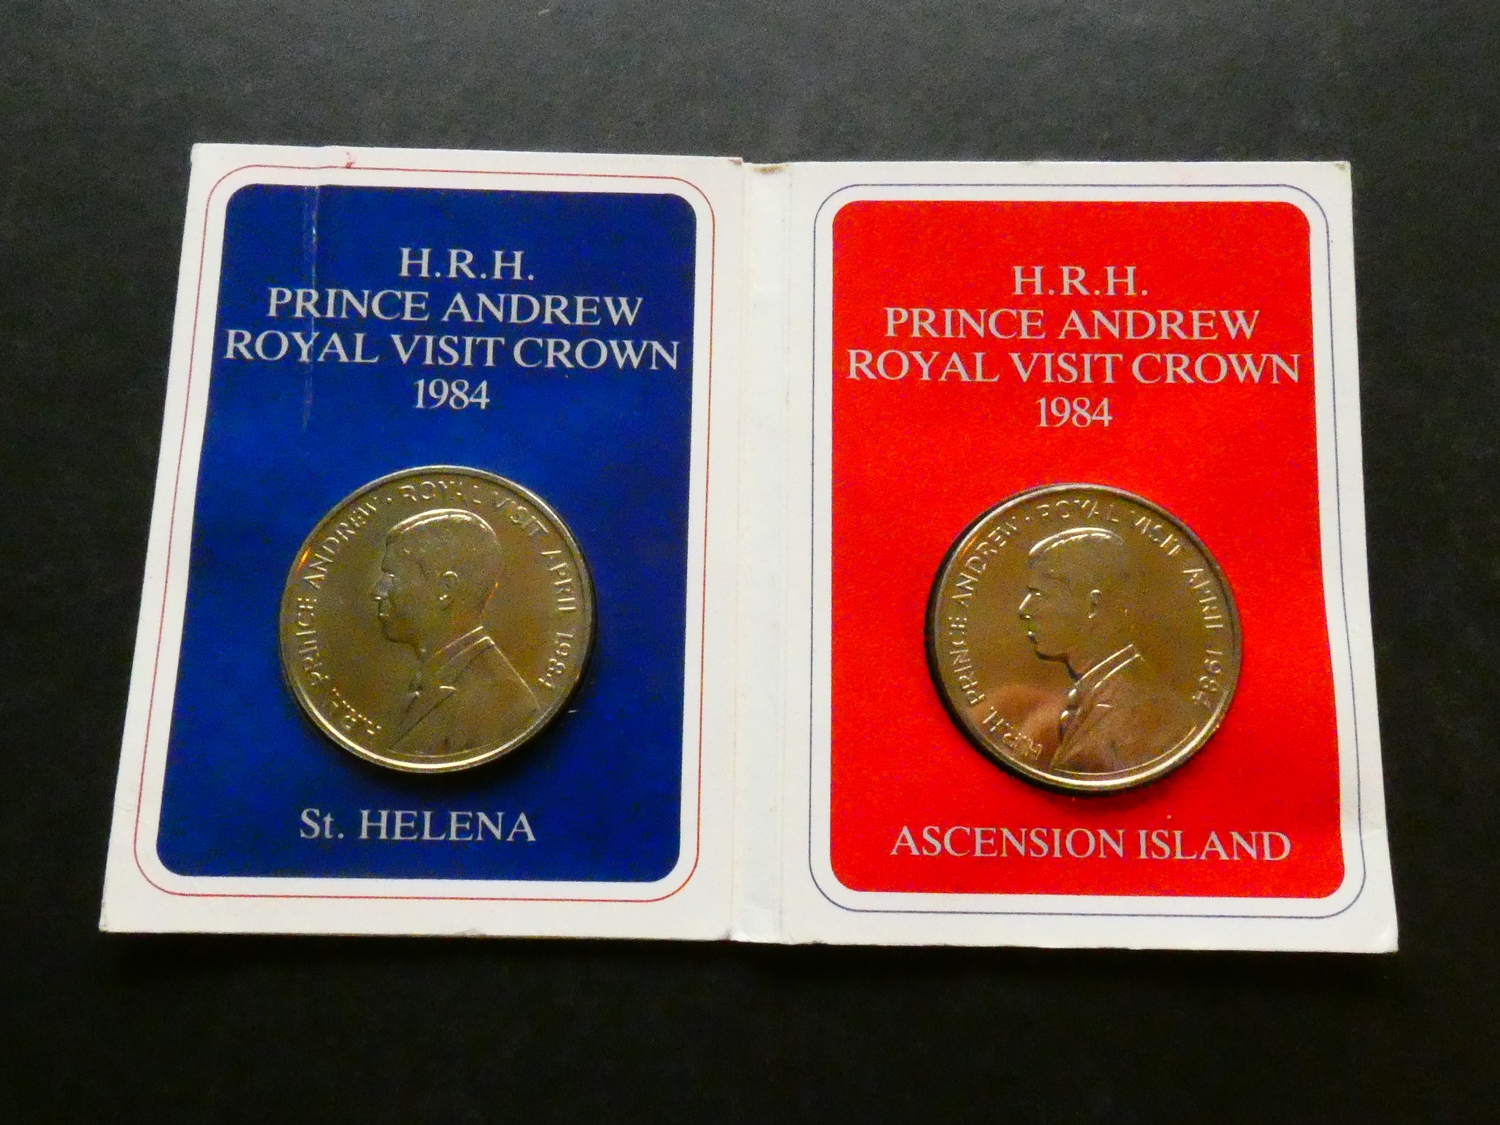 H.R.H.
PRINCE ANDREW
ROYAL VISIT CROWN
1984
H.R.H. PRINCE ANDREW · ROYAL VISIT APRIL 1984
St. HELENA
H.R.H.
PRINCE ANDREW
ROYAL VISIT CROWN
1984
H.R.H. PRINCE ANDREW · ROYAL VISIT APRIL 1984
ASCENSION ISLAND